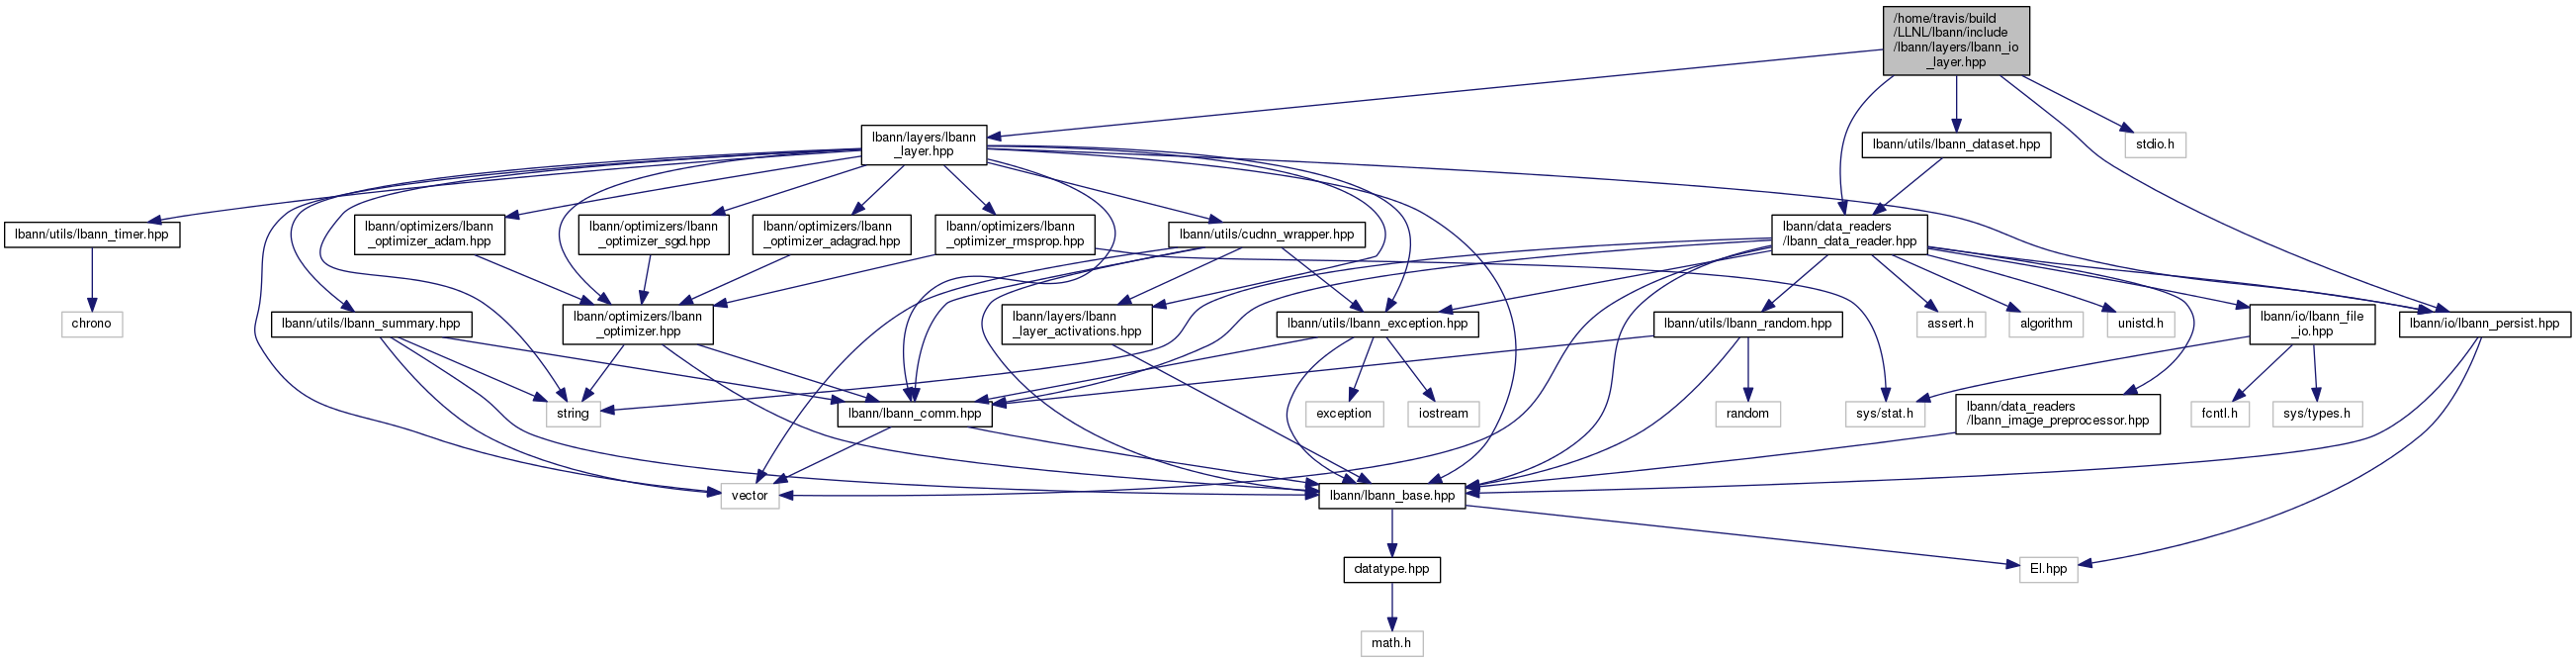 /home/travis/build
/LLNL/lbann/include
/lbann/layers/lbann_io
_layer.hpp
lbann/layers/lbann
_layer.hpp
lbann/utils/lbann_dataset.hpp
stdio.h
lbann/utils/lbann_timer.hpp
lbann/optimizers/lbann
_optimizer_adam.hpp
lbann/optimizers/lbann
_optimizer_sgd.hpp
lbann/optimizers/lbann
_optimizer_adagrad.hpp
lbann/optimizers/lbann
_optimizer_rmsprop.hpp
lbann/utils/cudnn_wrapper.hpp
lbann/data_readers
/lbann_data_reader.hpp
chrono
lbann/utils/lbann_summary.hpp
lbann/optimizers/lbann
_optimizer.hpp
lbann/layers/lbann
_layer_activations.hpp
lbann/utils/lbann_exception.hpp
lbann/utils/lbann_random.hpp
assert.h
algorithm
unistd.h
lbann/io/lbann_file
_io.hpp
lbann/io/lbann_persist.hpp
string
lbann/lbann_comm.hpp
exception
iostream
random
sys/stat.h
lbann/data_readers
/lbann_image_preprocessor.hpp
fcntl.h
sys/types.h
vector
lbann/lbann_base.hpp
datatype.hpp
El.hpp
math.h